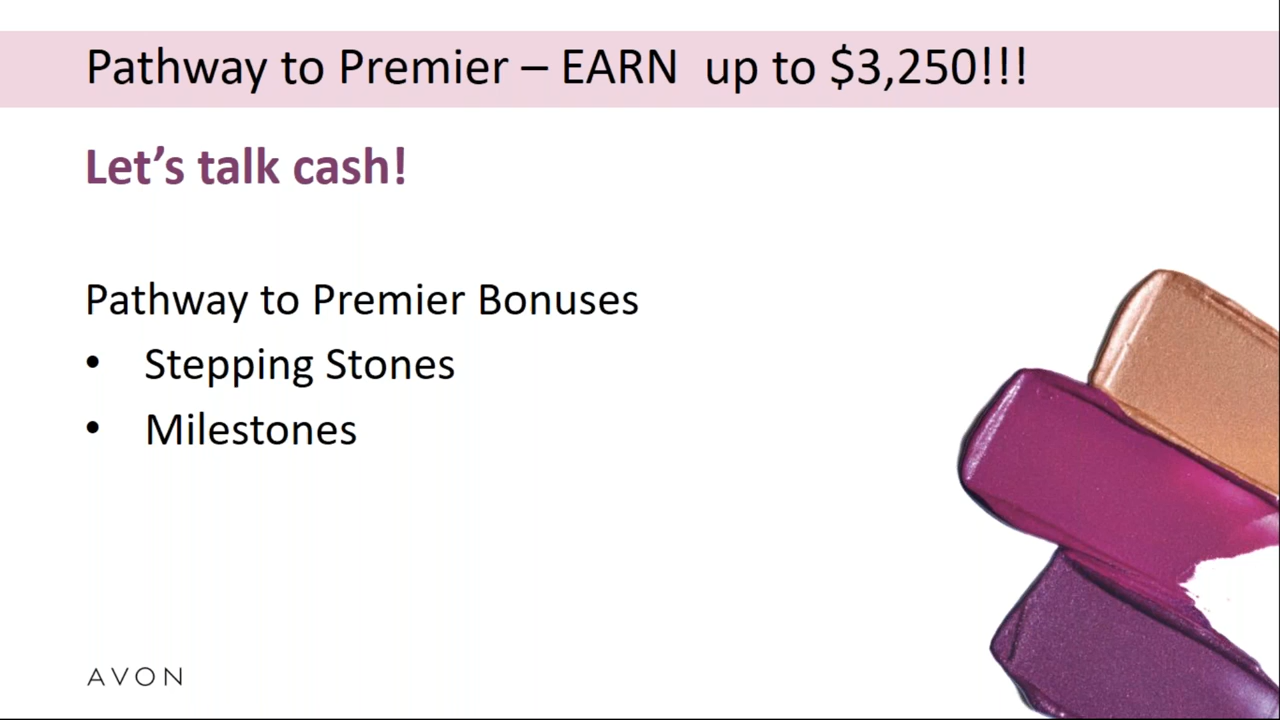 Pathway to Premier – EARN  up to $3,250!!!
Let’s talk cash!
Pathway to Premier Bonuses
• Stepping Stones
• Milestones
AVON